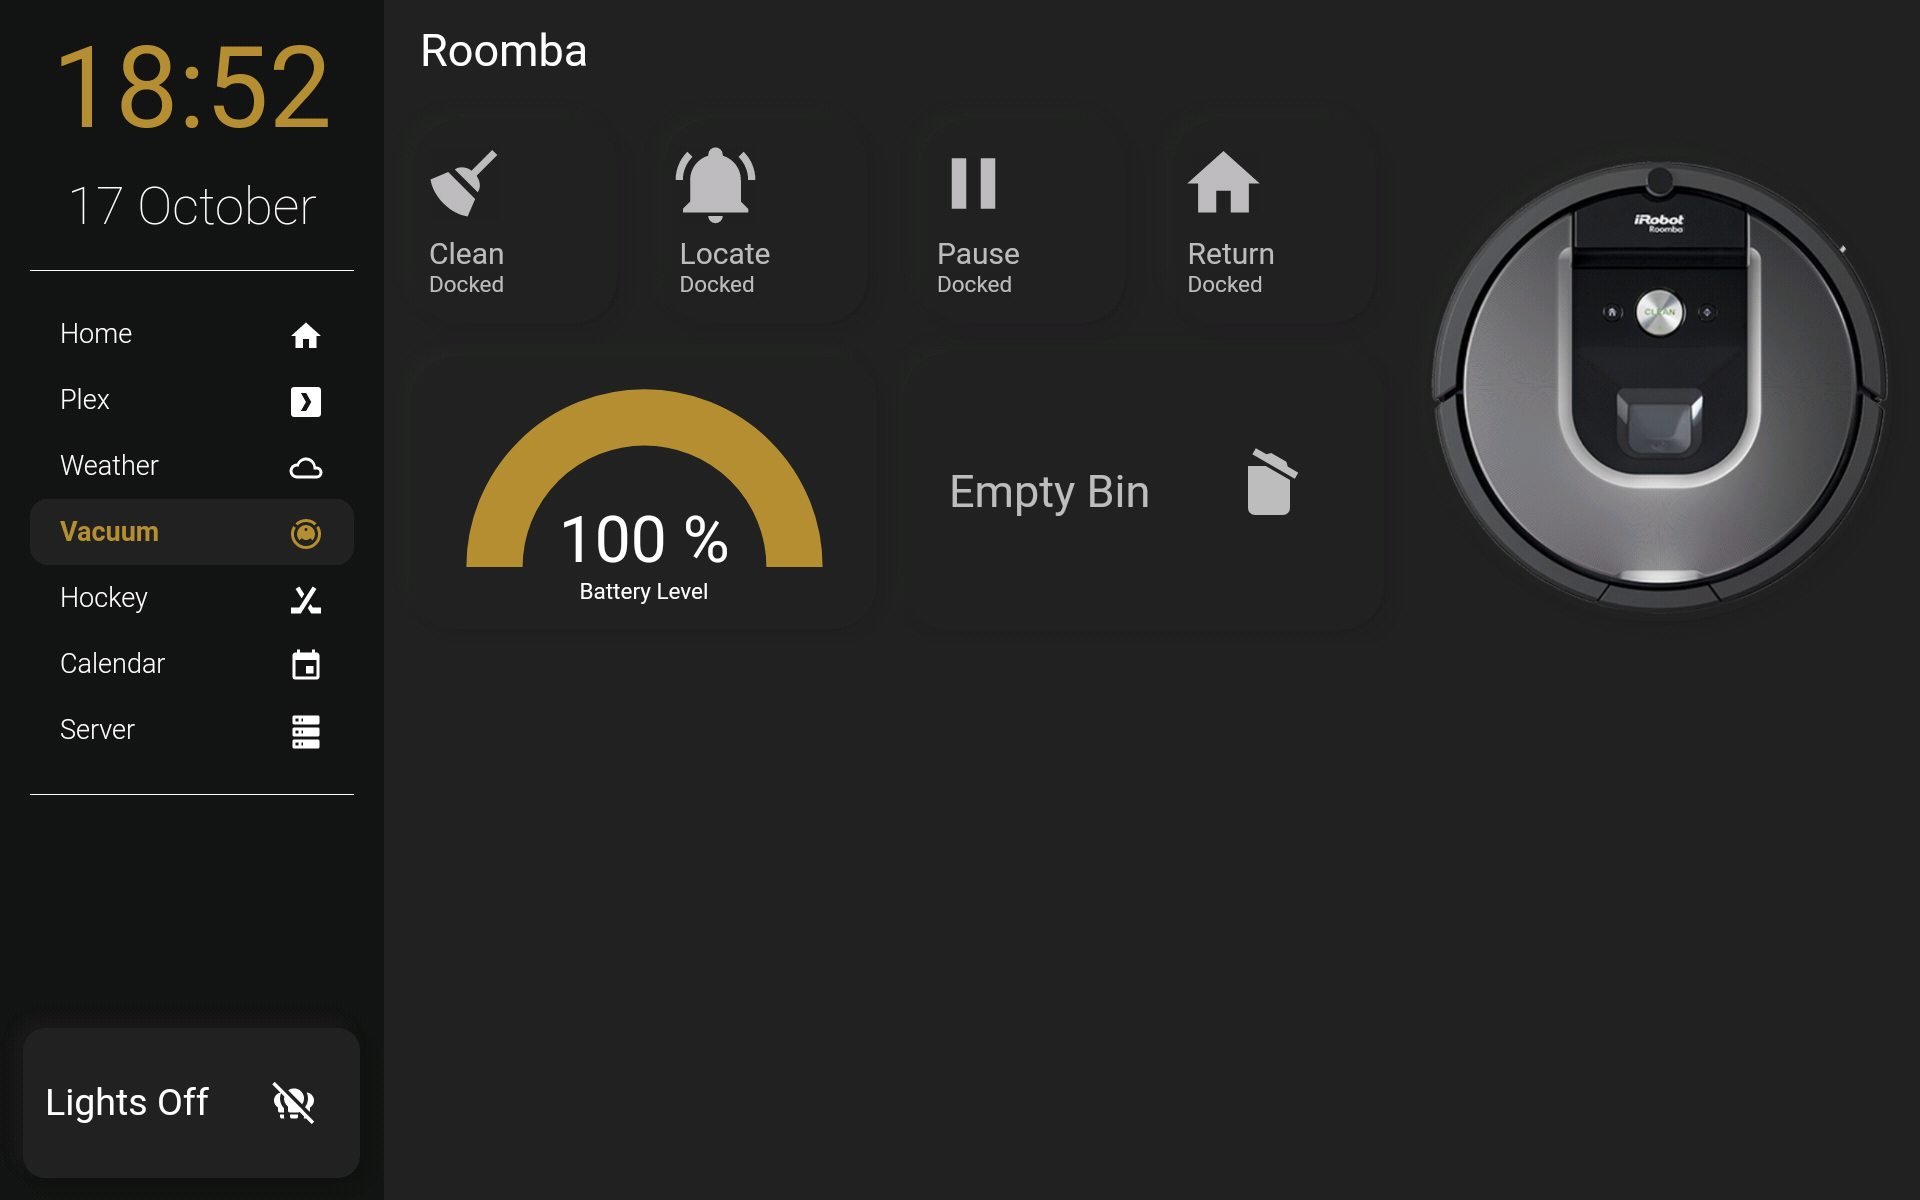 18:52
17 October
Home
Plex
Weather
Vacuum
Hockey
Calendar
Server
Lights Off
Roomba
Clean
Docked
Locate
Docked
Pause
Docked
Return
Docked
100 %
Battery Level
Empty Bin
iRobot
Roomba
CLEAN